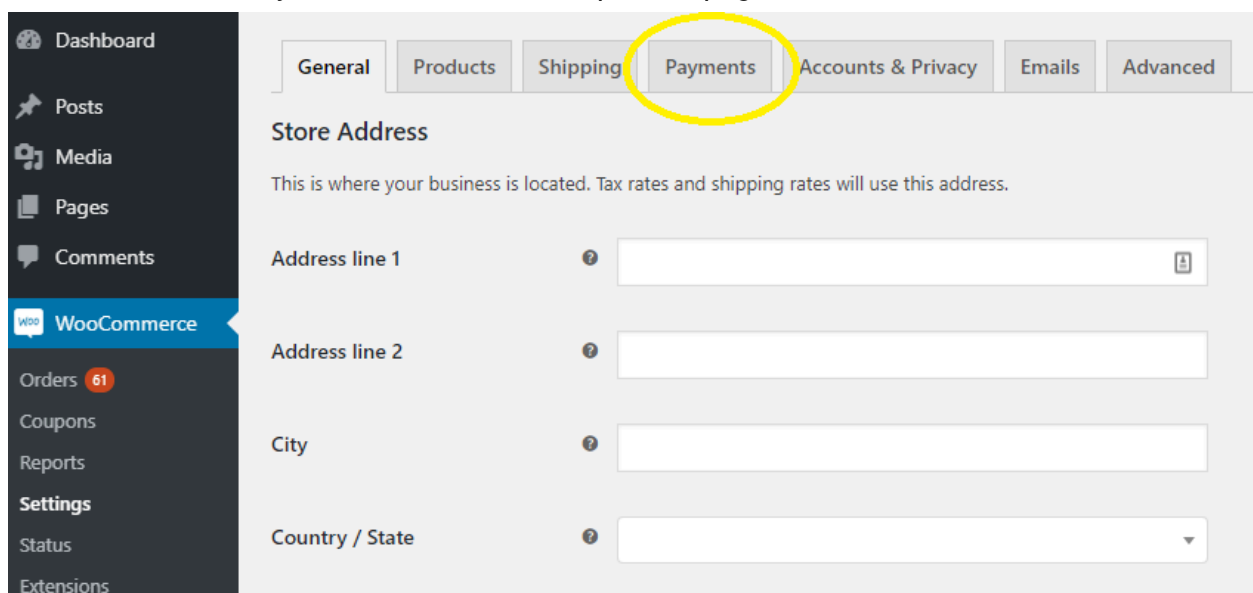 Dashboard
Posts
Media
Pages
Comments
Woo WooCommerce
Orders 61
Coupons
Reports
Settings
Status
Extensions
General Products Shipping Payments Accounts & Privacy Emails Advanced
Store Address
This is where your business is located. Tax rates and shipping rates will use this address.
Address line 1
Address line 2
City
Country / State